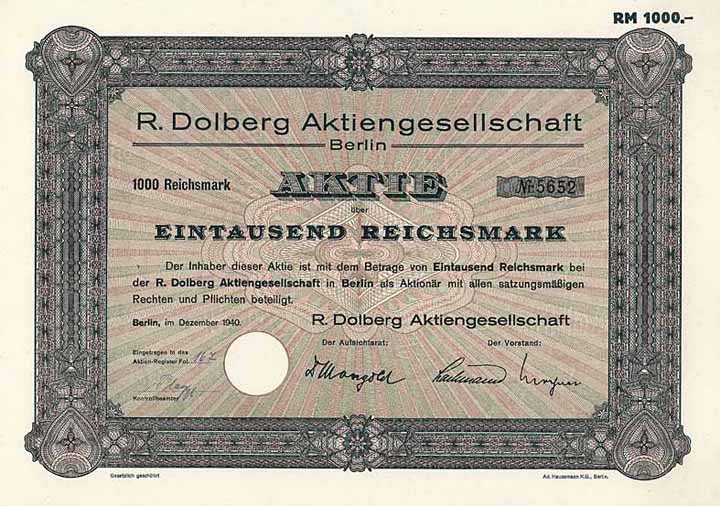 RM 1000.-
R. Dolberg Aktiengesellschaft
Berlin
1000 Reichsmark AKTIE Nr. 5652
über
EINTAUSEND REICHSMARK
Der Inhaber dieser Aktie ist mit dem Betrage von Eintausend Reichsmark bei
der R. Dolberg Aktiengesellschaft in Berlin als Aktionär mit allen satzungsmäßigen
Rechten und Pflichten beteiligt.
Berlin, im Dezember 1940.
R. Dolberg Aktiengesellschaft
Der Aufsichtsrat: Der Vorstand:
Eingetragen in das
Aktien-Register Fol. 167
Kontrollbeamter
Gesetzlich geschützt
Ad. Haussmann K.G., Berlin.